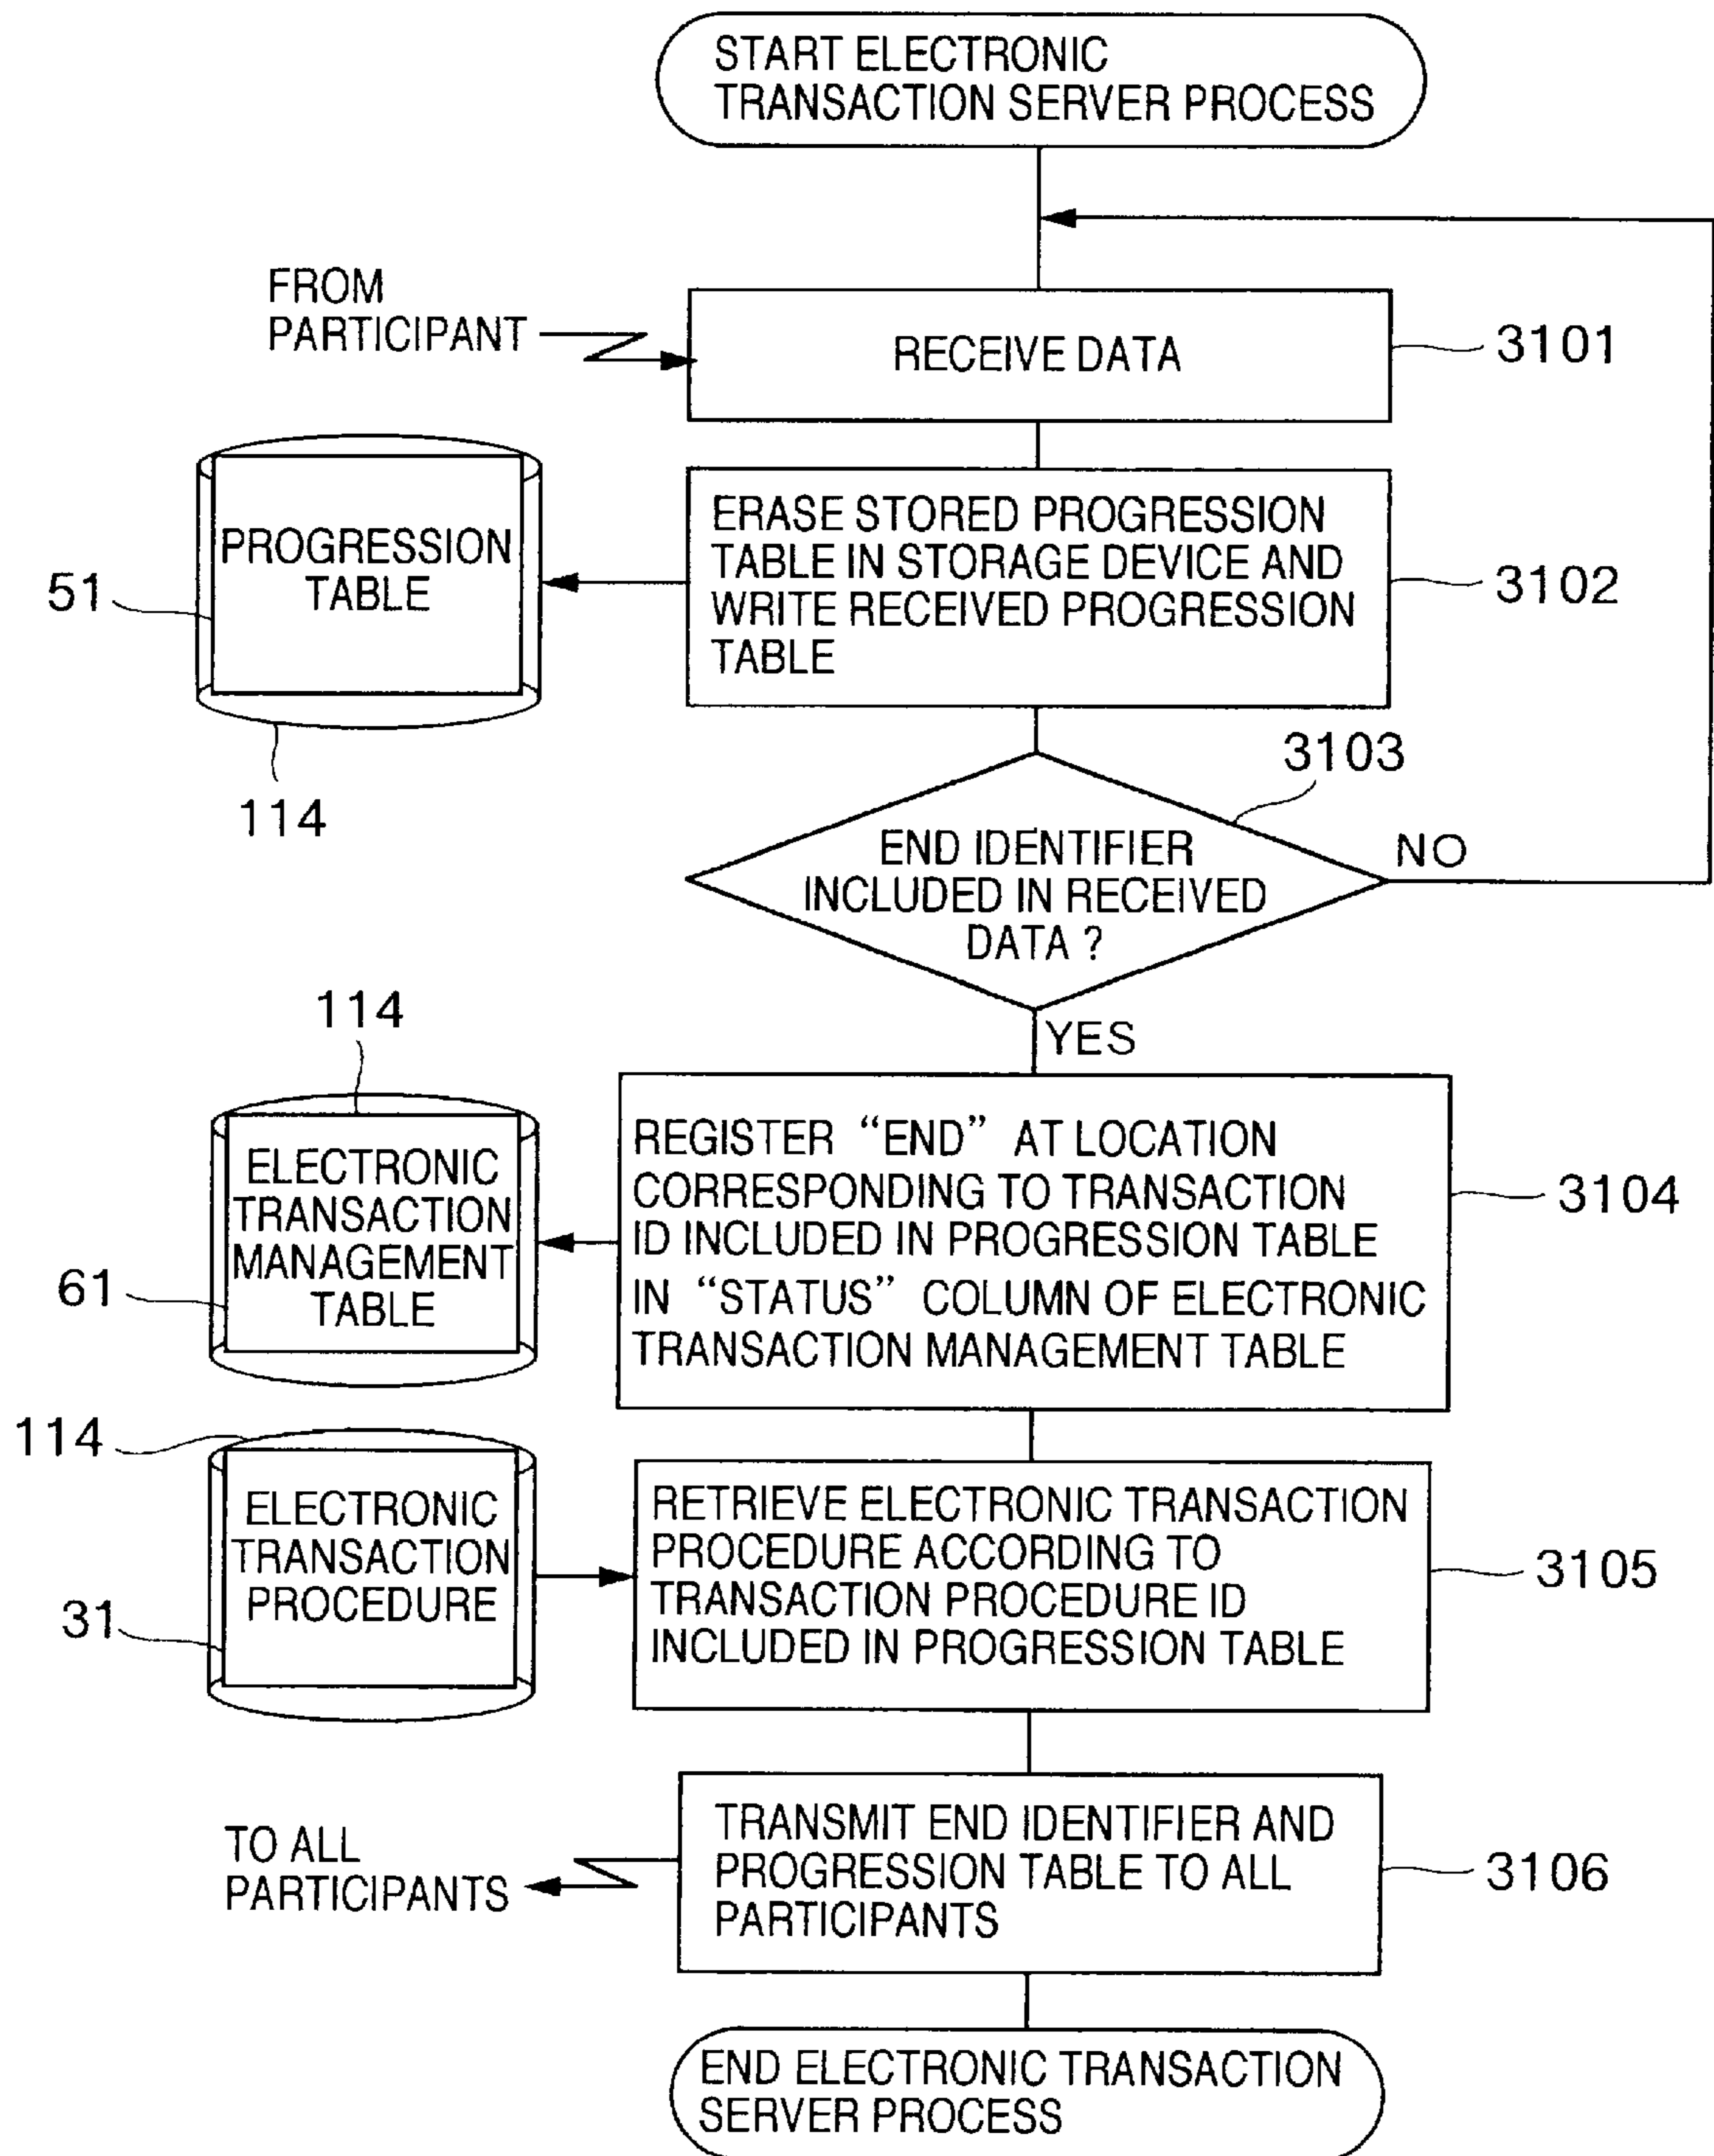 START ELECTRONIC
TRANSACTION SERVER PROCESS
FROM
PARTICIPANT
RECEIVE DATA
3101
PROGRESSION
TABLE
51
114
ERASE STORED PROGRESSION
TABLE IN STORAGE DEVICE AND
WRITE RECEIVED PROGRESSION
TABLE
3102
3103
END IDENTIFIER
INCLUDED IN RECEIVED
DATA ?
NO
YES
114
ELECTRONIC
TRANSACTION
MANAGEMENT
TABLE
61
REGISTER “END” AT LOCATION
CORRESPONDING TO TRANSACTION
ID INCLUDED IN PROGRESSION TABLE
IN “STATUS” COLUMN OF ELECTRONIC
TRANSACTION MANAGEMENT TABLE
3104
114
ELECTRONIC
TRANSACTION
PROCEDURE
31
RETRIEVE ELECTRONIC TRANSACTION
PROCEDURE ACCORDING TO
TRANSACTION PROCEDURE ID
INCLUDED IN PROGRESSION TABLE
3105
TO ALL
PARTICIPANTS
TRANSMIT END IDENTIFIER AND
PROGRESSION TABLE TO ALL
PARTICIPANTS
3106
END ELECTRONIC TRANSACTION
SERVER PROCESS